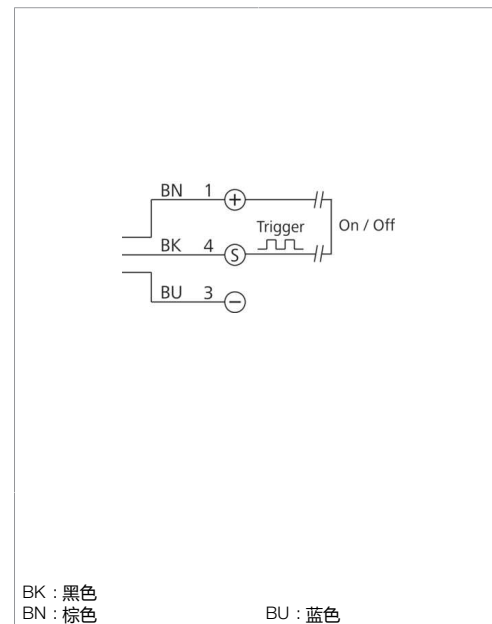 BN 1 +
Trigger
On / Off
BK 4 S
BU 3 −
BK : 黑色
BN : 棕色 BU : 蓝色